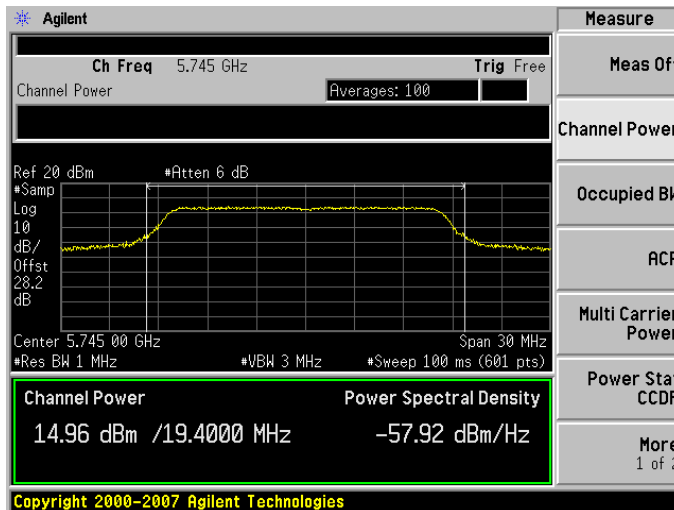 Agilent
Ch Freq 5.745 GHz Trig Free
Channel Power Averages: 100
Ref 20 dBm #Atten 6 dB
#Samp
Log
10
dB/
Offst
28.2
dB
Center 5.745 00 GHz Span 30 MHz
#Res BW 1 MHz #VBW 3 MHz #Sweep 100 ms (601 pts)
Channel Power Power Spectral Density
14.96 dBm /19.4000 MHz -57.92 dBm/Hz
Copyright 2000-2007 Agilent Technologies
Measure
Meas Of
Channel Power
Occupied B
ACP
Multi Carrier
Power
Power Sta
CCDF
More
1 of 2